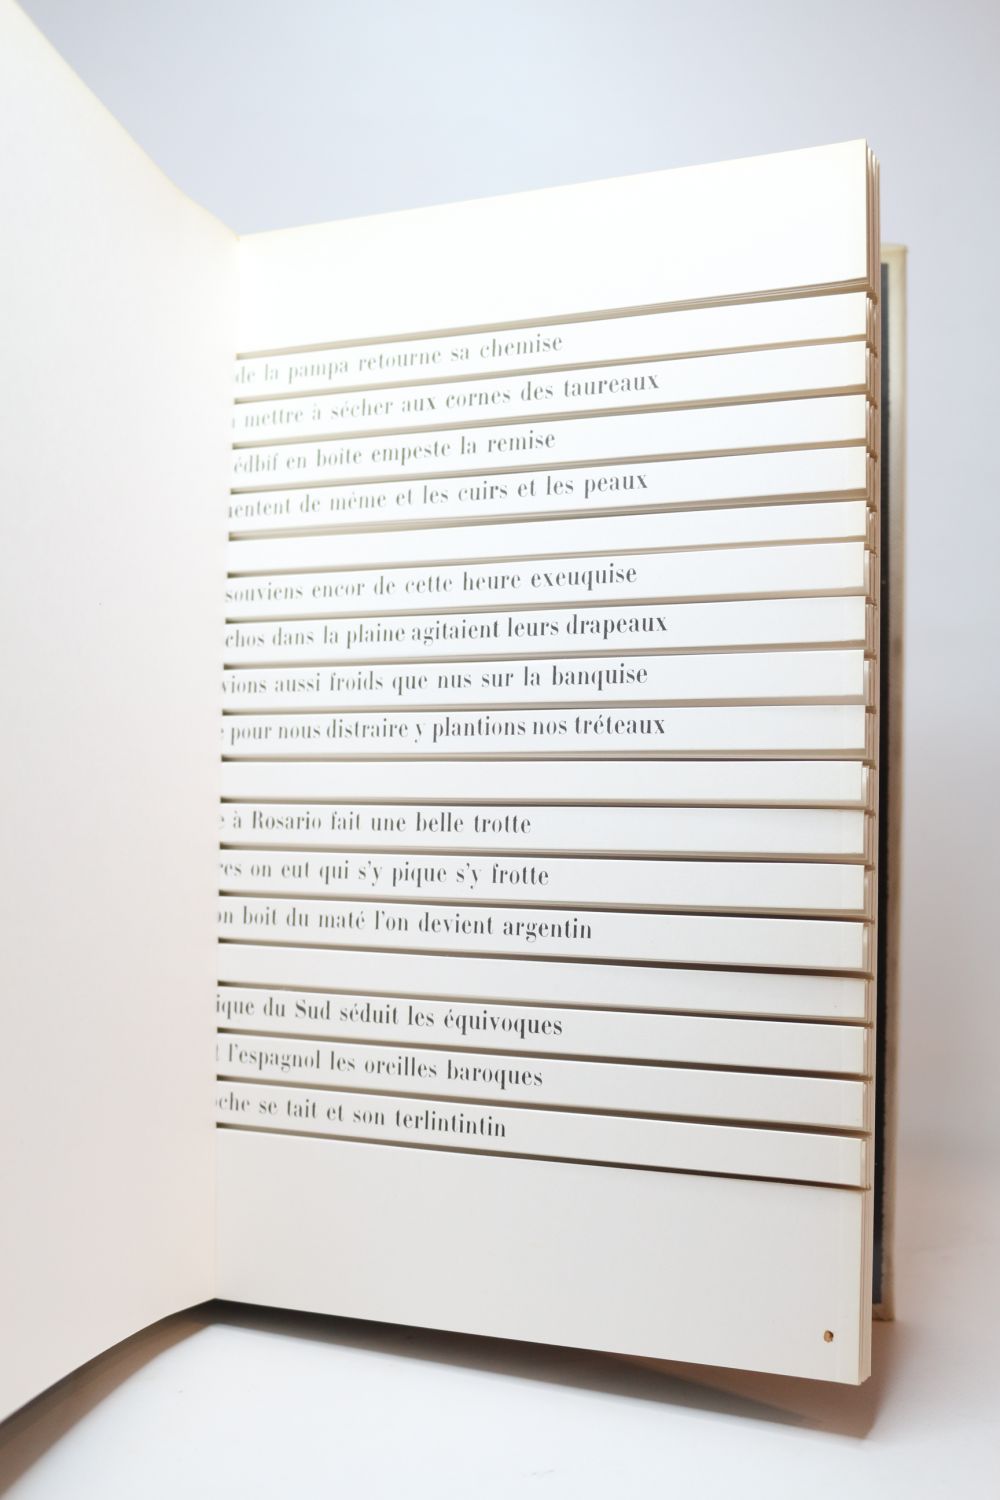 de la pampa retourne sa chemise
mettre à sécher aux cornes des taureaux
édbif en boîte empeste la remise
entent de même et les cuirs et les peaux
souviens encor de cette heure exeuquise
chos dans la plaine agitaient leurs drapeaux
vions aussi froids que nus sur la banquise
pour nous distraire y plantions nos tréteaux
à Rosario fait une belle trotte
res on eut qui s'y pique s'y frotte
on boit du maté l'on devient argentin
ique du Sud séduit les équivoques
t l'espagnol les oreilles baroques
oche se tait et son terlintintin